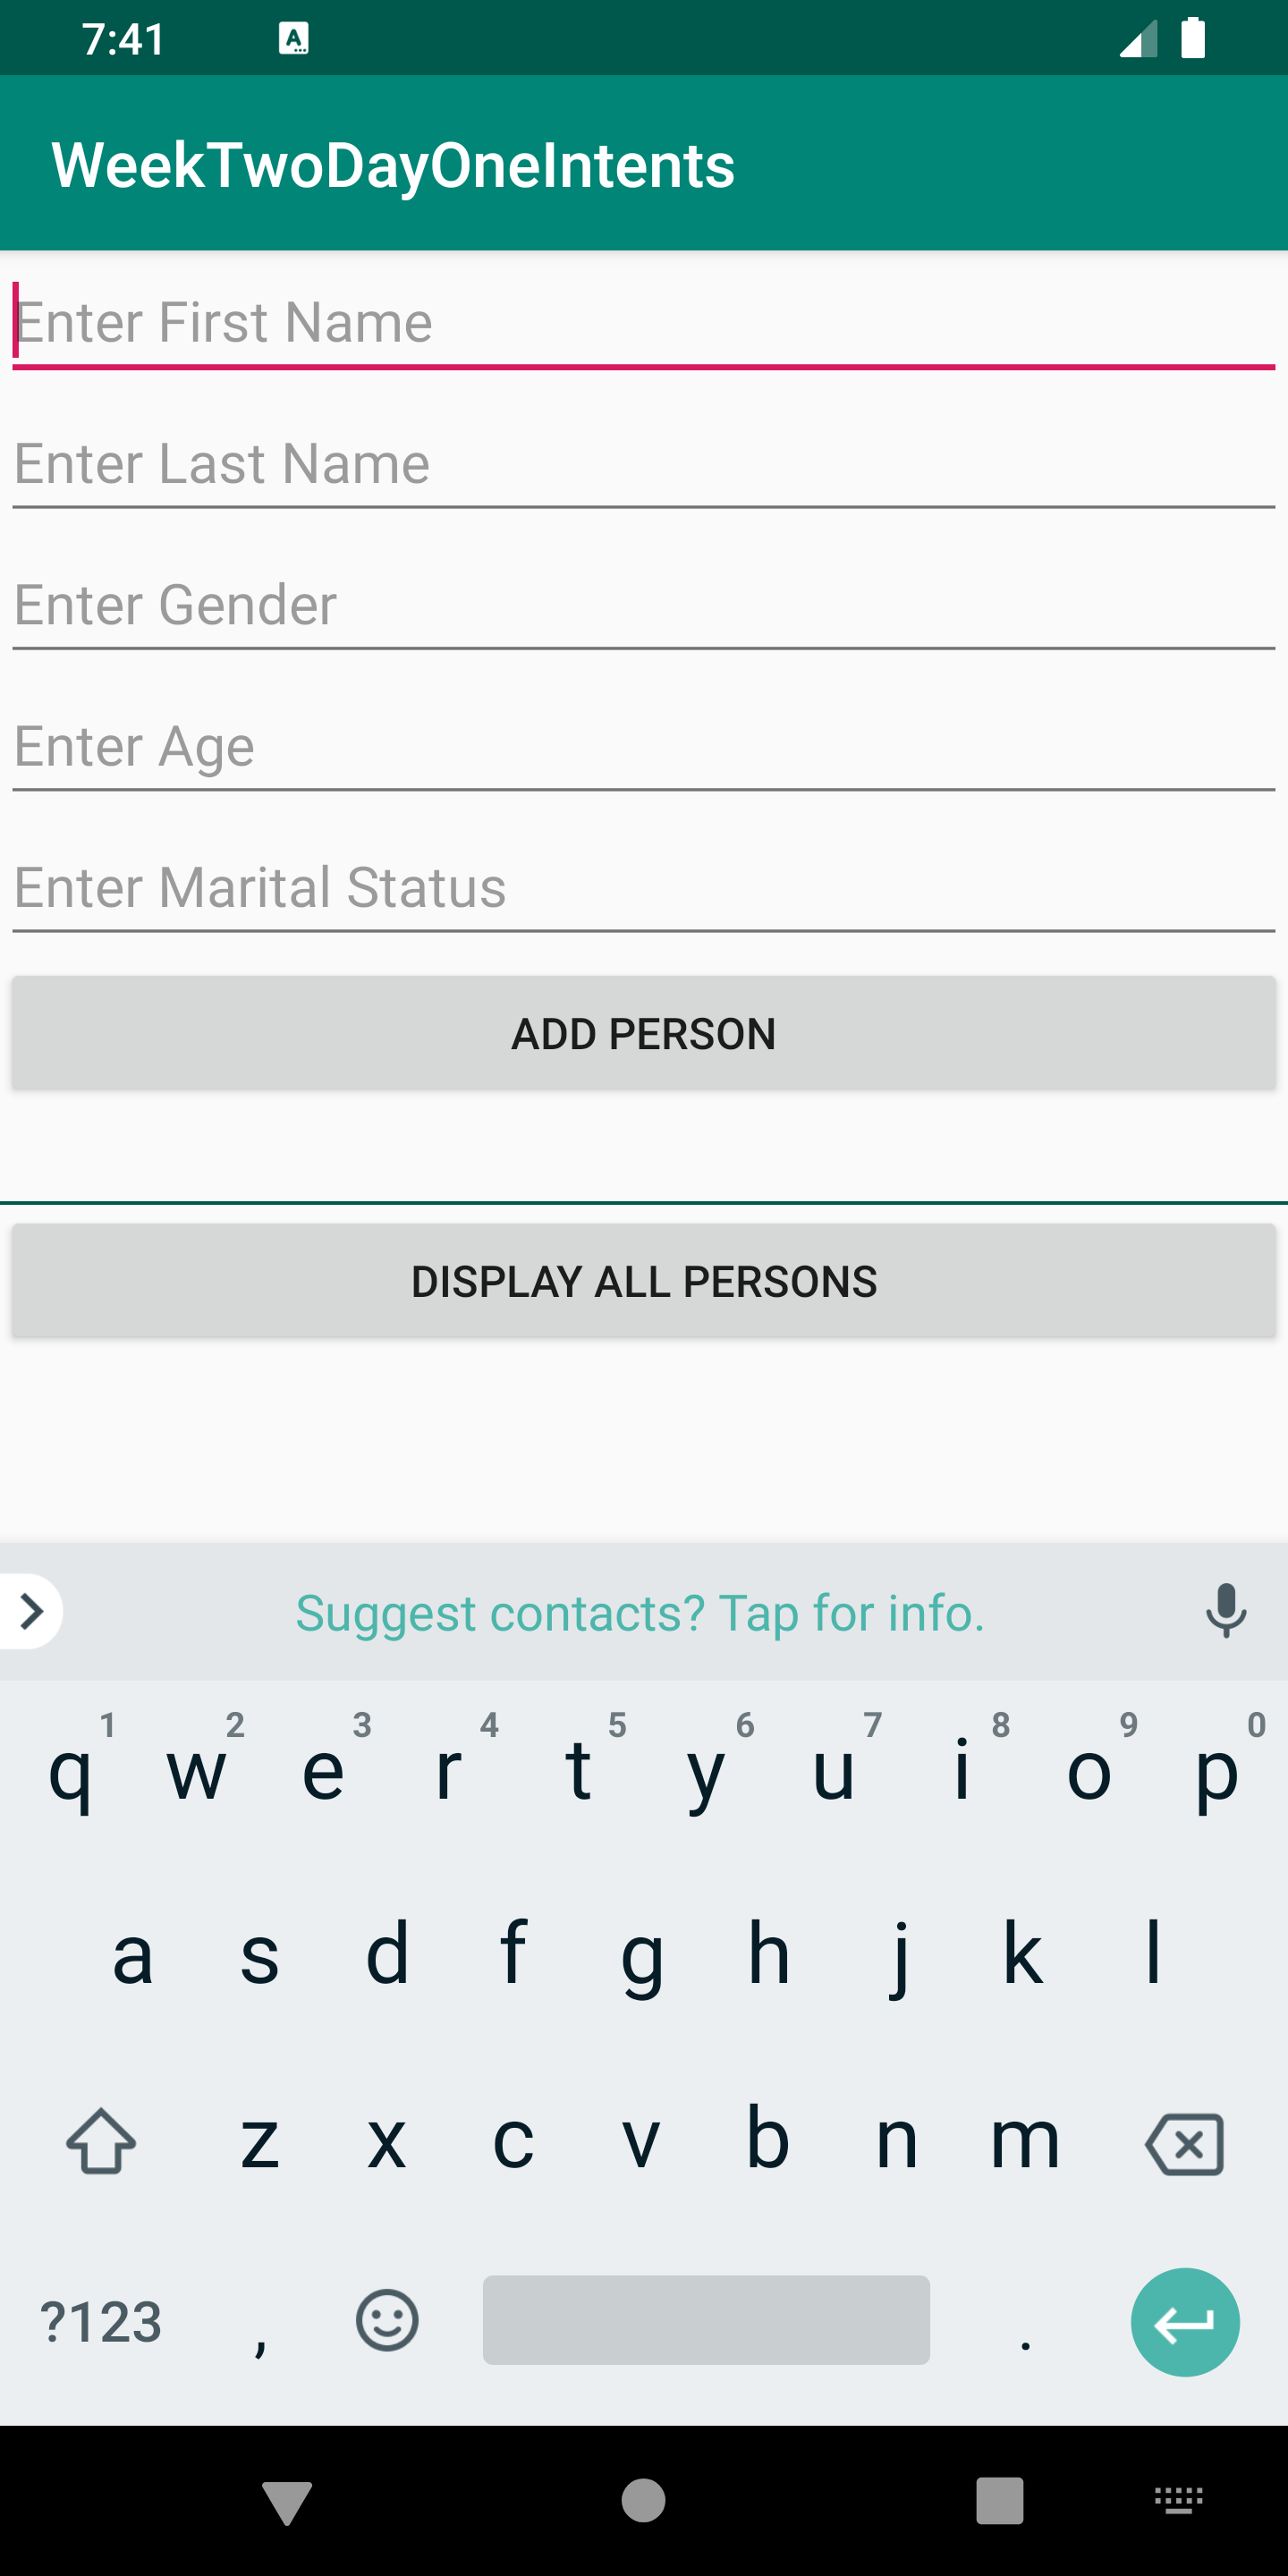 7:41
A
WeekTwoDayOneIntents
Enter First Name
Enter Last Name
Enter Gender
Enter Age
Enter Marital Status
ADD PERSON
DISPLAY ALL PERSONS
Suggest contacts? Tap for info.
1 2 3 4 5 6 7 8 9 0
q w e r t y u i o p
a s d f g h j k l
z x c v b n m
?123 , .